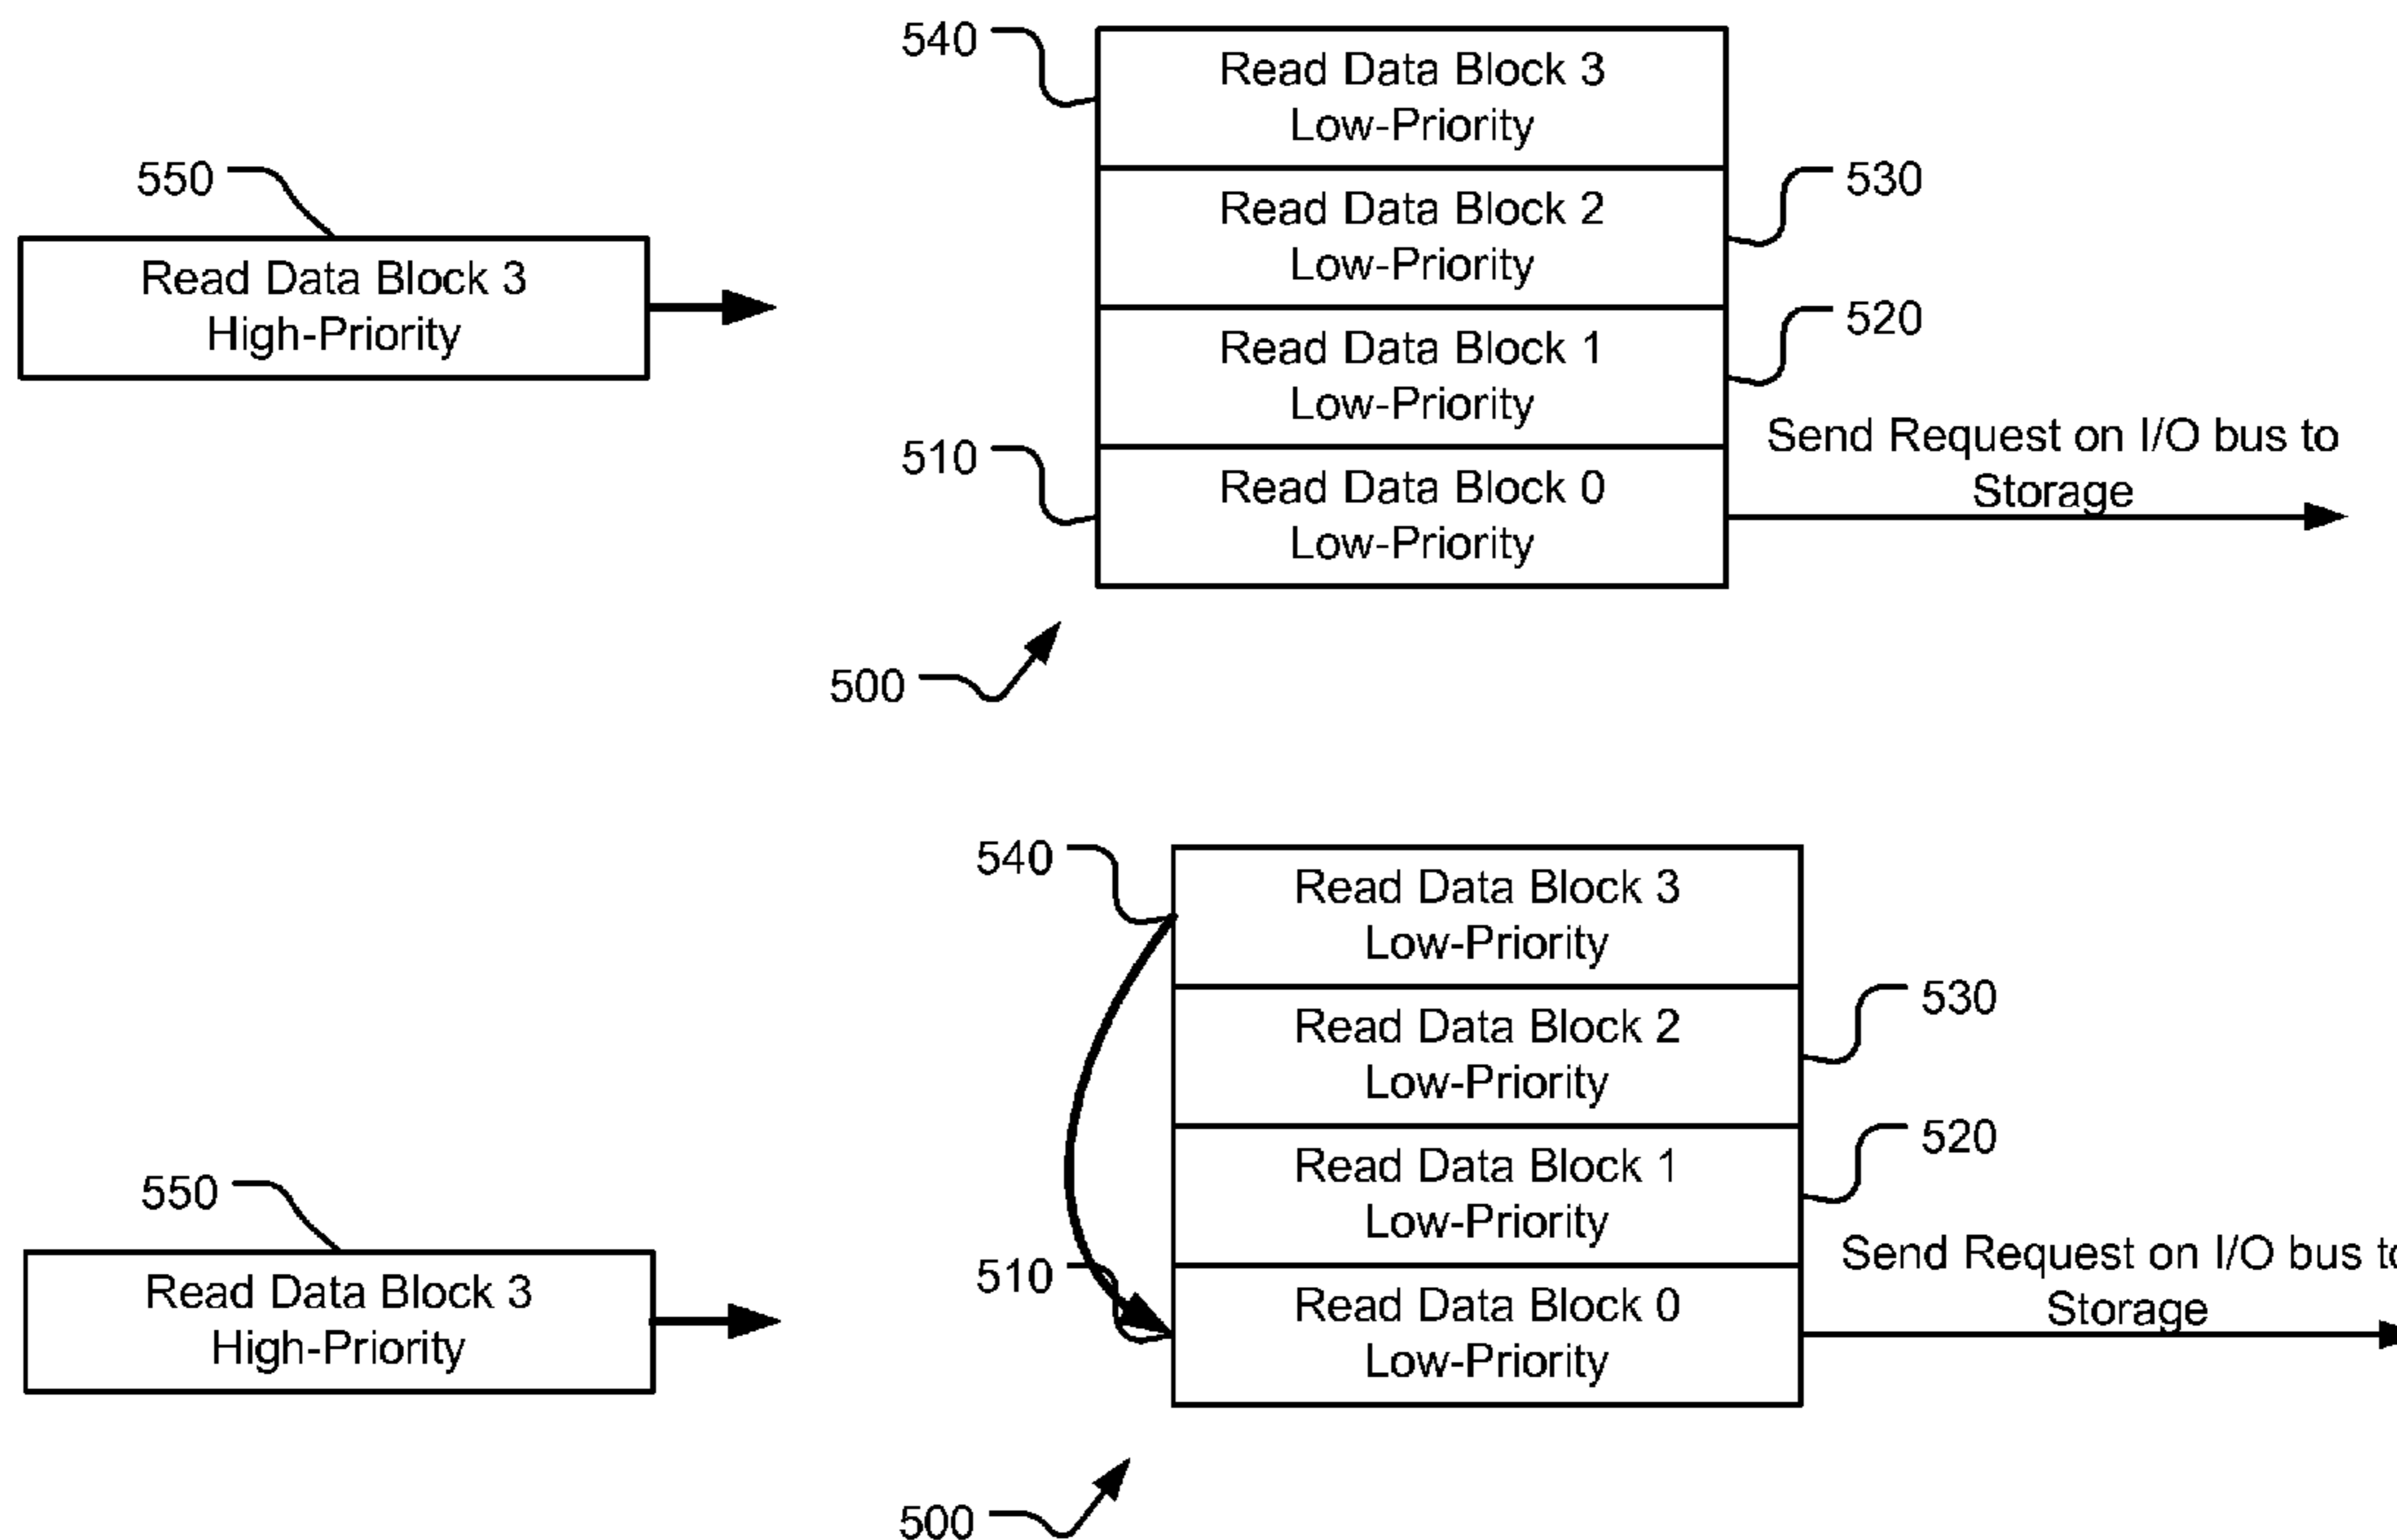 540
Read Data Block 3
Low-Priority
550
530
Read Data Block 2
Low-Priority
Read Data Block 3
High-Priority
520
Read Data Block 1
Low-Priority
510
Send Request on I/O bus to
Storage
Read Data Block 0
Low-Priority
500
540
Read Data Block 3
Low-Priority
530
Read Data Block 2
Low-Priority
520
Read Data Block 1
Low-Priority
550
Read Data Block 3
High-Priority
510
Send Request on I/O bus to
Storage
Read Data Block 0
Low-Priority
500